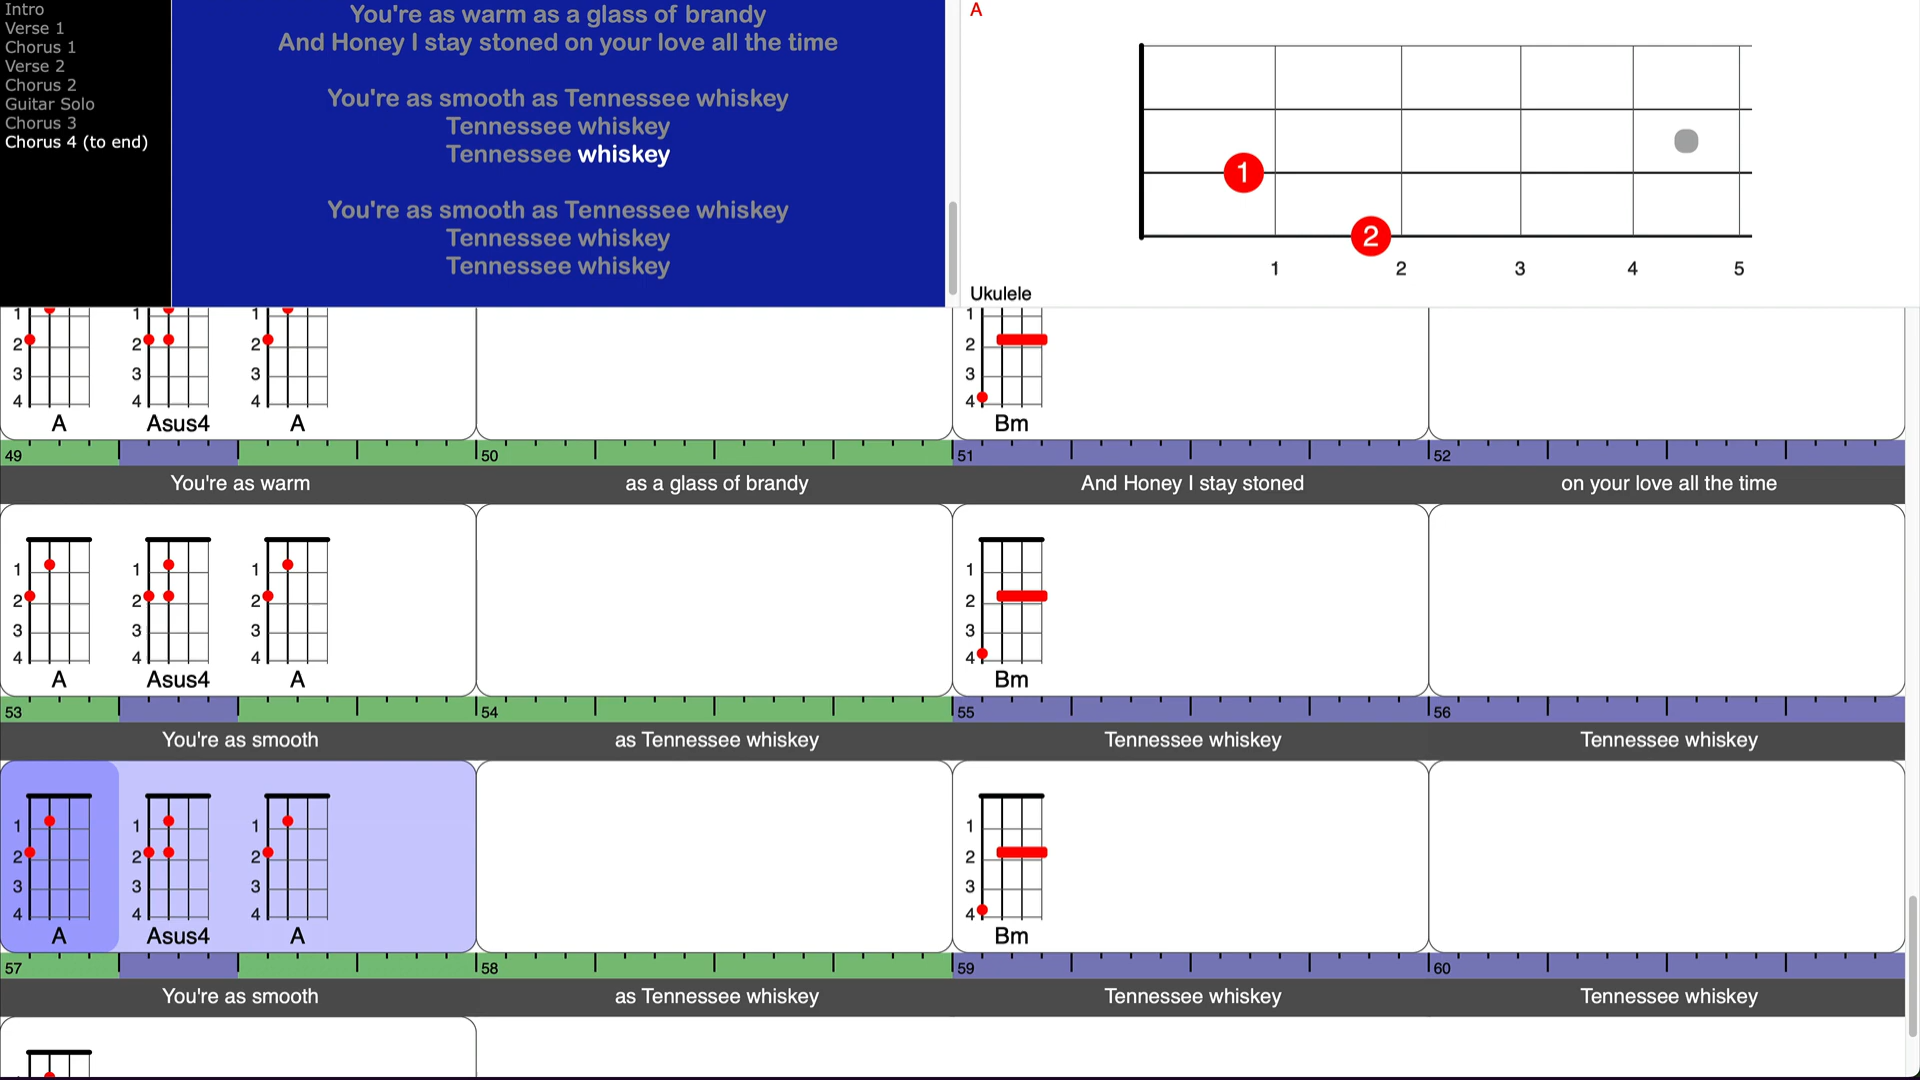 Intro
Verse 1
Chorus 1
Verse 2
Chorus 2
Guitar Solo
Chorus 3
Chorus 4 (to end)
You're as warm as a glass of brandy
And Honey I stay stoned on your love all the time
You're as smooth as Tennessee whiskey
Tennessee whiskey
Tennessee whiskey
You're as smooth as Tennessee whiskey
Tennessee whiskey
Tennessee whiskey
A
1
2
1 2 3 4 5
Ukulele
1 1 1 1
2 2 2 2
3 3 3 3
4 4 4 4
A Asus4 A Bm
49 50 51 52
You're as warm as a glass of brandy And Honey I stay stoned on your love all the time
1 1 1 1
2 2 2 2
3 3 3 3
4 4 4 4
A Asus4 A Bm
53 54 55 56
You're as smooth as Tennessee whiskey Tennessee whiskey Tennessee whiskey
1 1 1 1
2 2 2 2
3 3 3 3
4 4 4 4
A Asus4 A Bm
57 58 59 60
You're as smooth as Tennessee whiskey Tennessee whiskey Tennessee whiskey